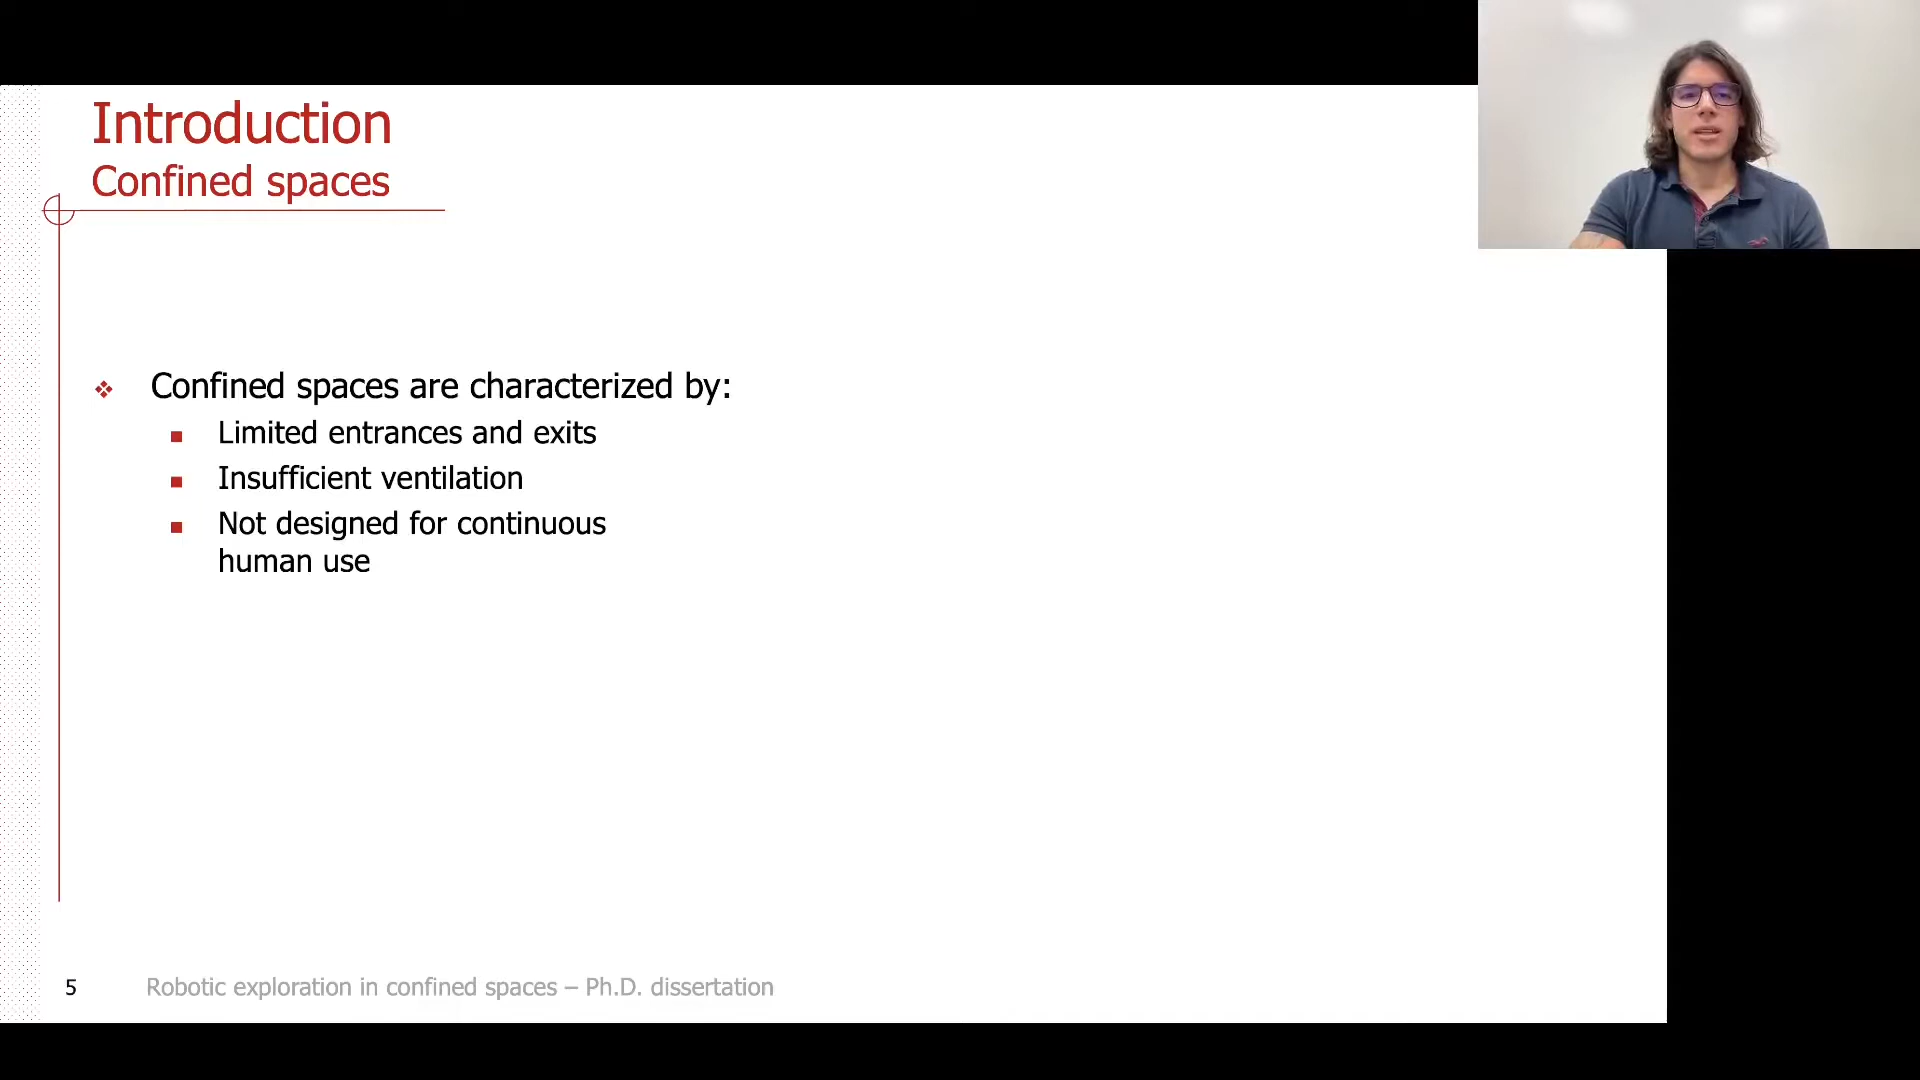 Introduction
Confined spaces
Confined spaces are characterized by:
Limited entrances and exits
Insufficient ventilation
Not designed for continuous
human use
5
Robotic exploration in confined spaces – Ph.D. dissertation